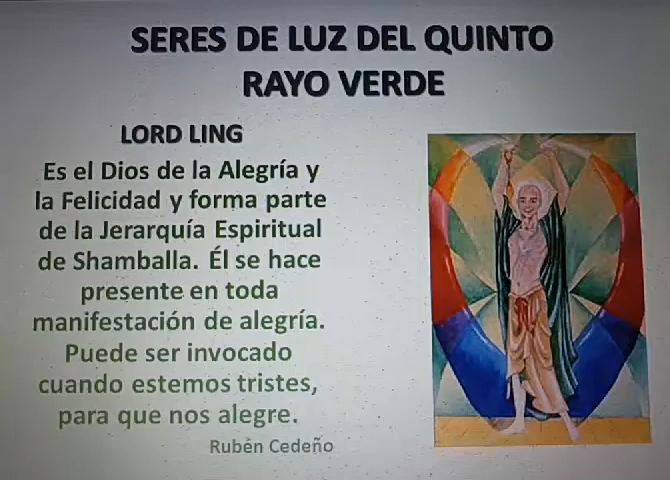 SERES DE LUZ DEL QUINTO
RAYO VERDE
LORD LING
Es el Dios de la Alegría y
la Felicidad y forma parte
de la Jerarquía Espiritual
de Shamballa. Él se hace
presente en toda
manifestación de alegría.
Puede ser invocado
cuando estemos tristes,
para que nos alegre.
Rubén Cedeño